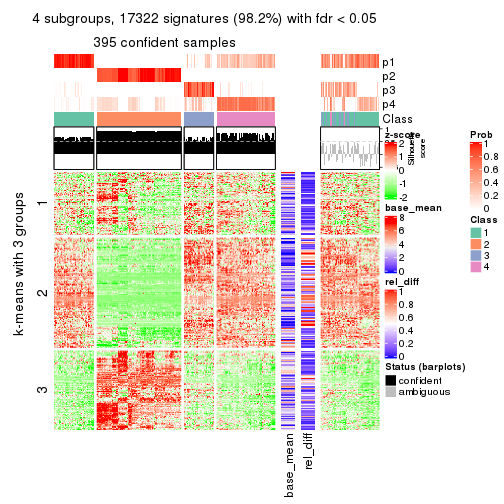 4 subgroups, 17322 signatures (98.2%) with fdr < 0.05
395 confident samples
p1
p2
p3
p4
Class
1
0
Silhouette
score
k-means with 3 groups
1
2
3
base_mean
rel_diff
z-score
2
1
0
-1
-2
base_mean
8
6
4
2
0
rel_diff
1
0.8
0.6
0.4
0.2
0
Status (barplots)
confident
ambiguous
Prob
1
0.8
0.6
0.4
0.2
0
Class
1
2
3
4